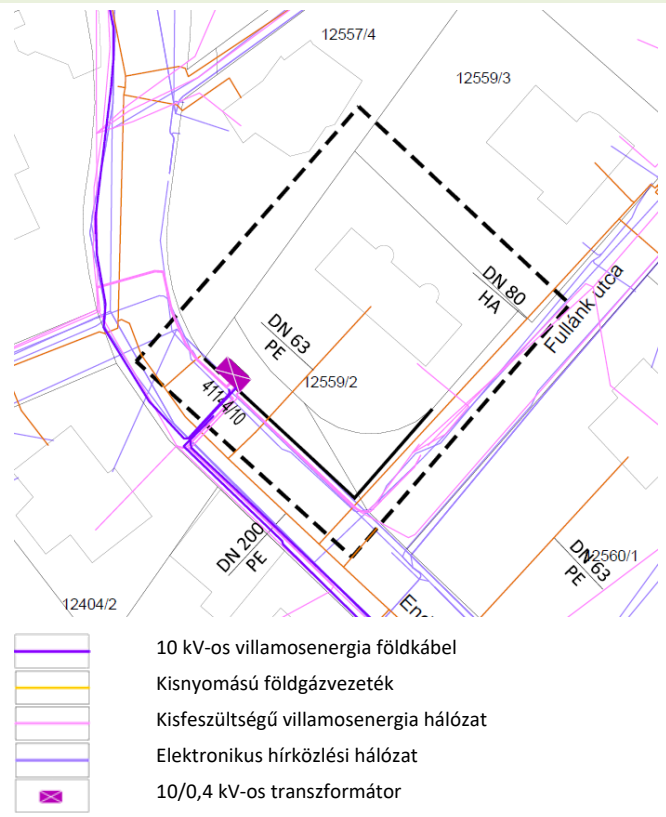 12557/4
12559/3
DN 80
HA
Fullánk utca
DN 63
PE
12559/2
41144/10
DN 200
PE
DN 63
PE
12560/1
12404/2
10 kV-os villamosenergia földkábel
Kisnyomású földgázvezeték
Kisfeszültségű villamosenergia hálózat
Elektronikus hírközlési hálózat
10/0,4 kV-os transzformátor